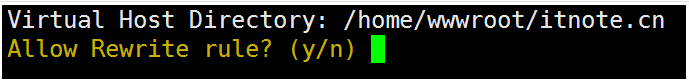 Virtual Host Directory: /home/wwwroot/itnote.cn
Allow Rewrite rule? (y/n)